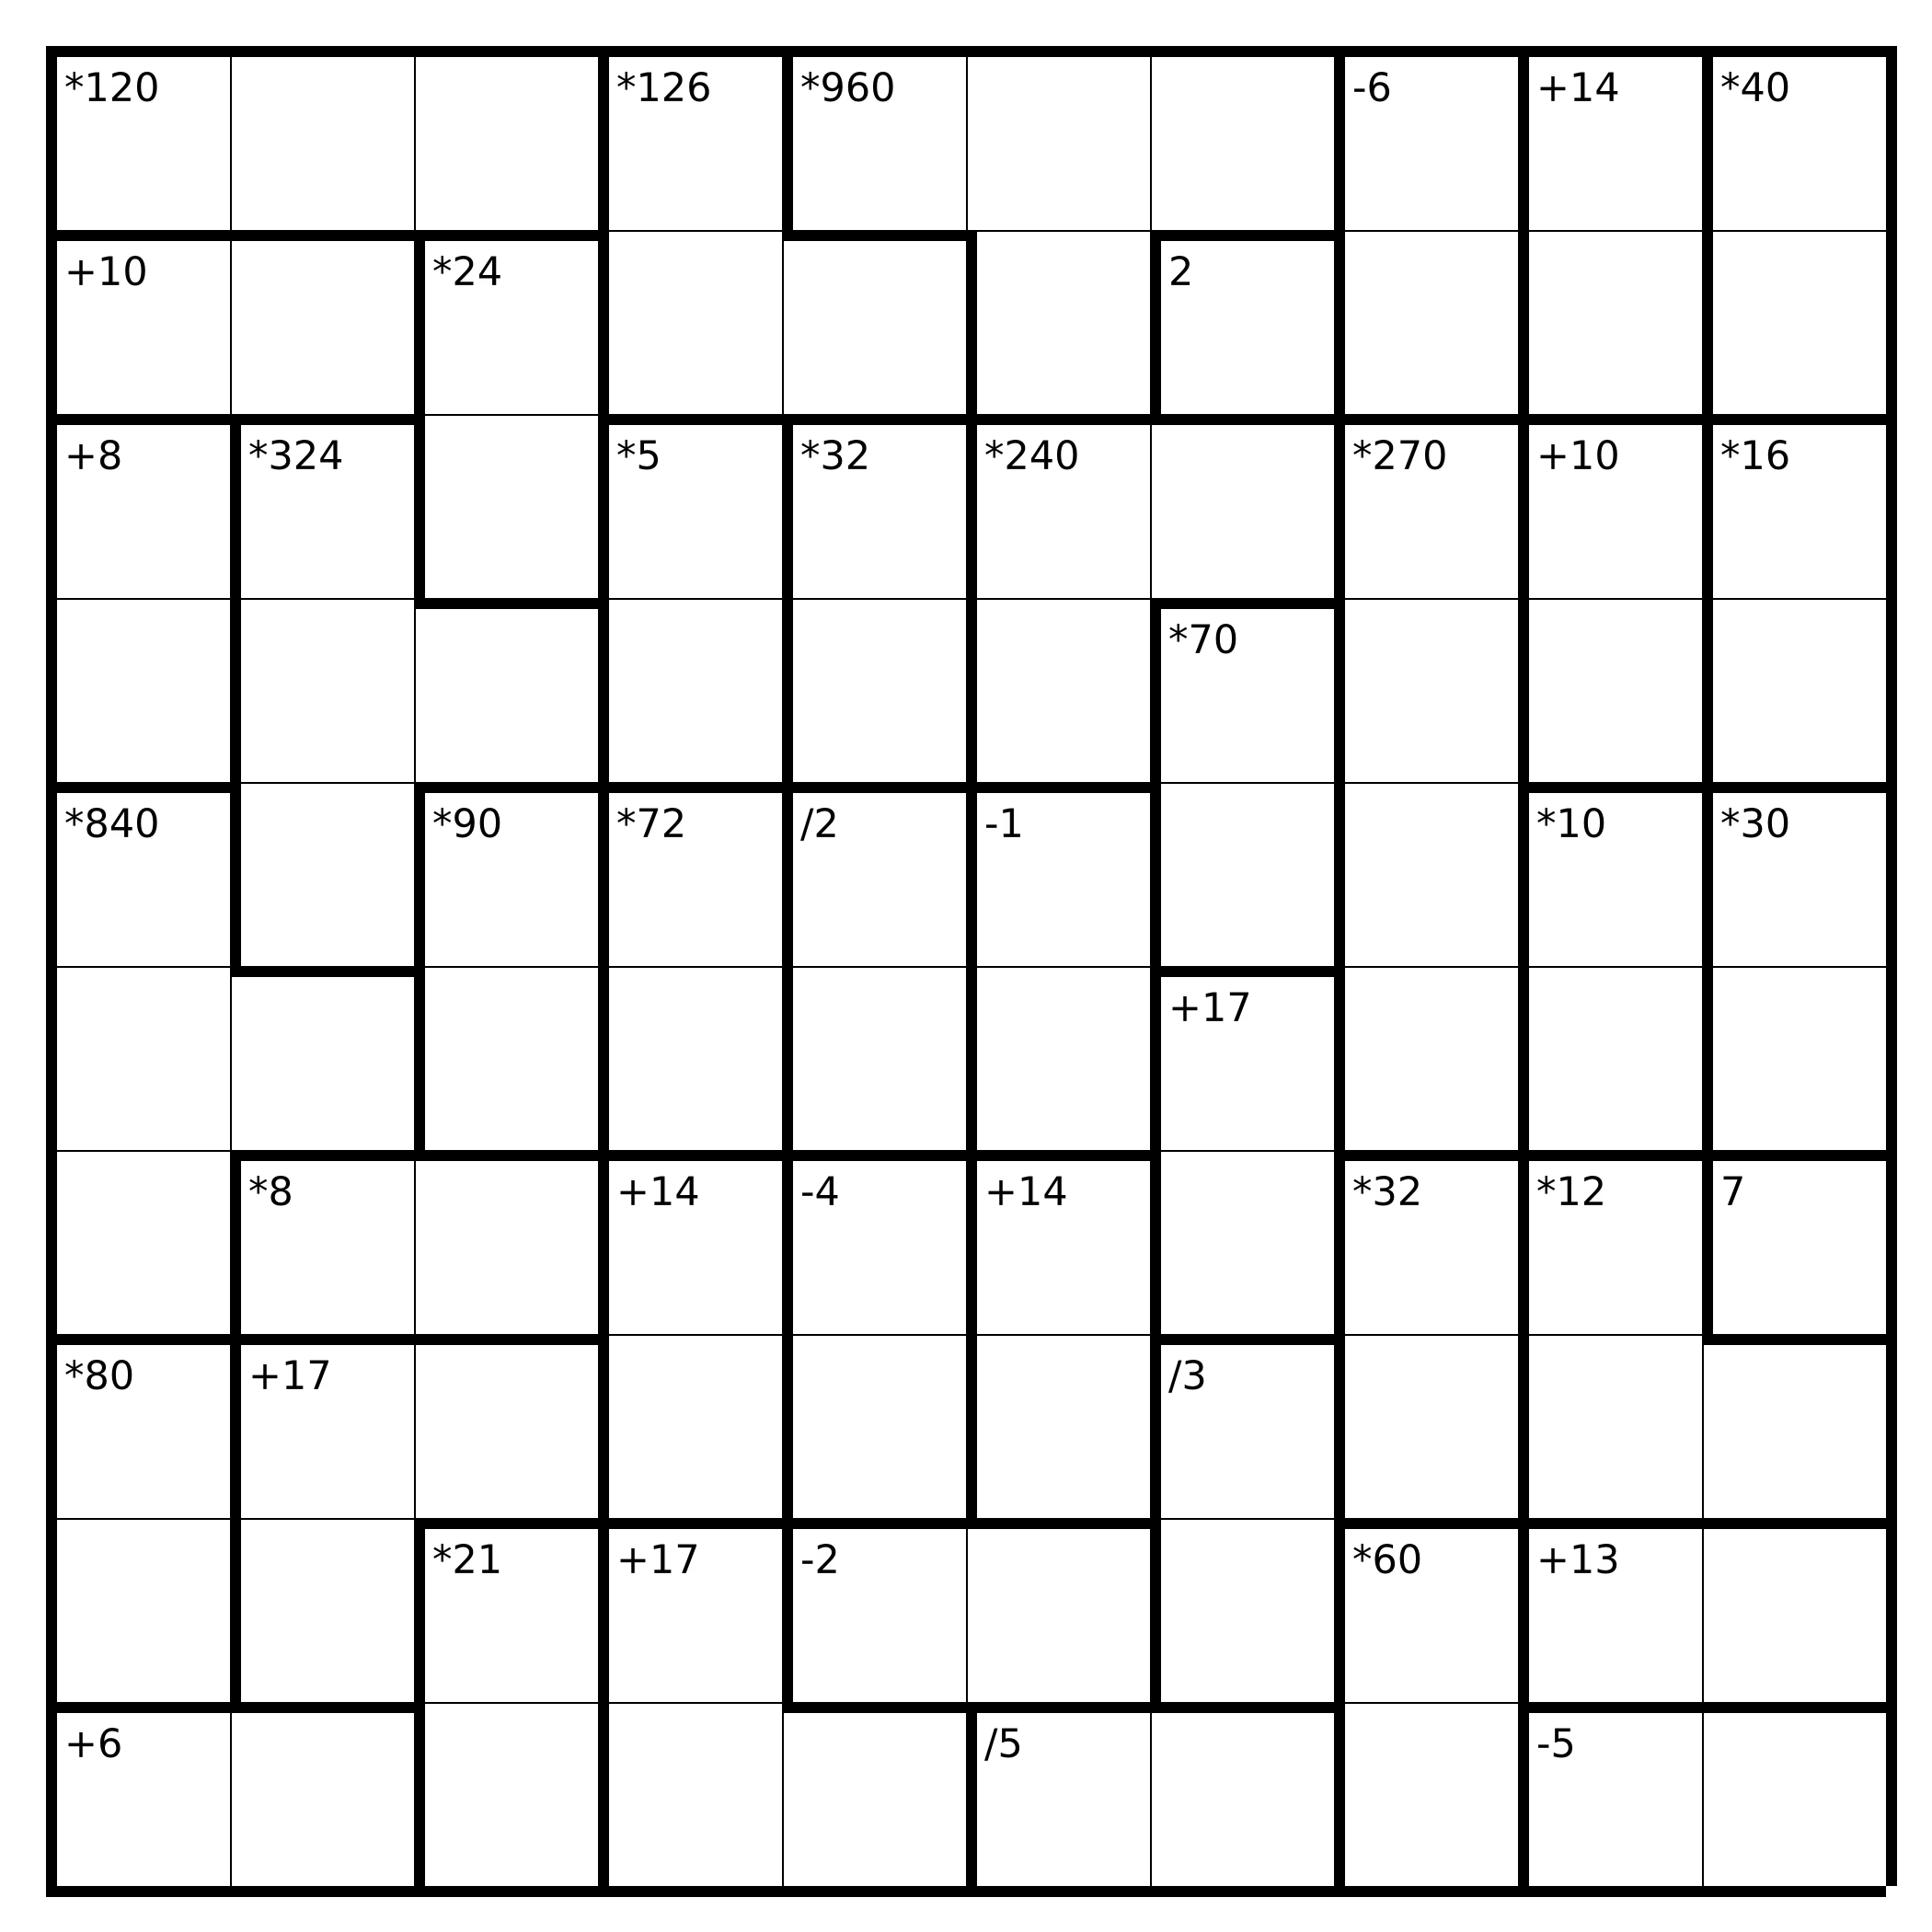 *120 *126 *960 -6 +14 *40
+10 *24 2
+8 *324 *5 *32 *240 *270 +10 *16
*70
*840 *90 *72 /2 -1 *10 *30
+17
*8 +14 -4 +14 *32 *12 7
*80 +17 /3
*21 +17 -2 *60 +13
+6 /5 -5